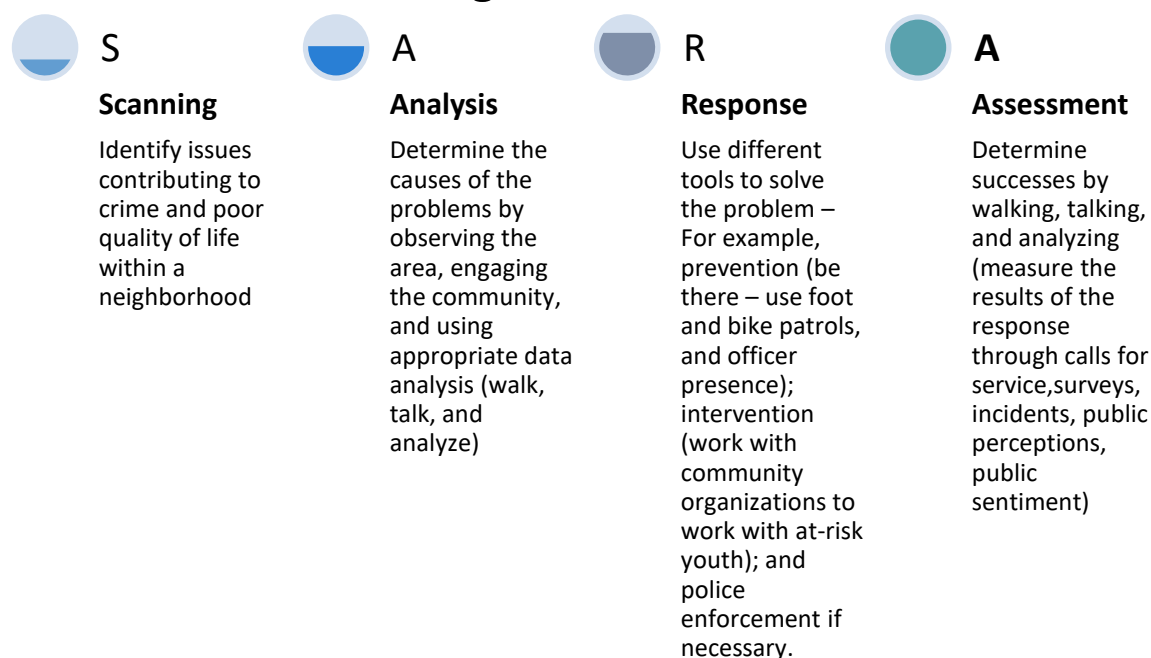 S
Scanning
Identify issues
contributing to
crime and poor
quality of life
within a
neighborhood
A
Analysis
Determine the
causes of the
problems by
observing the
area, engaging
the community,
and using
appropriate data
analysis (walk,
talk, and
analyze)
R
Response
Use different
tools to solve
the problem –
For example,
prevention (be
there – use foot
and bike patrols,
and officer
presence);
intervention
(work with
community
organizations to
work with at-risk
youth); and
police
enforcement if
necessary.
A
Assessment
Determine
successes by
walking, talking,
and analyzing
(measure the
results of the
response
through calls for
service,surveys,
incidents, public
perceptions,
public
sentiment)